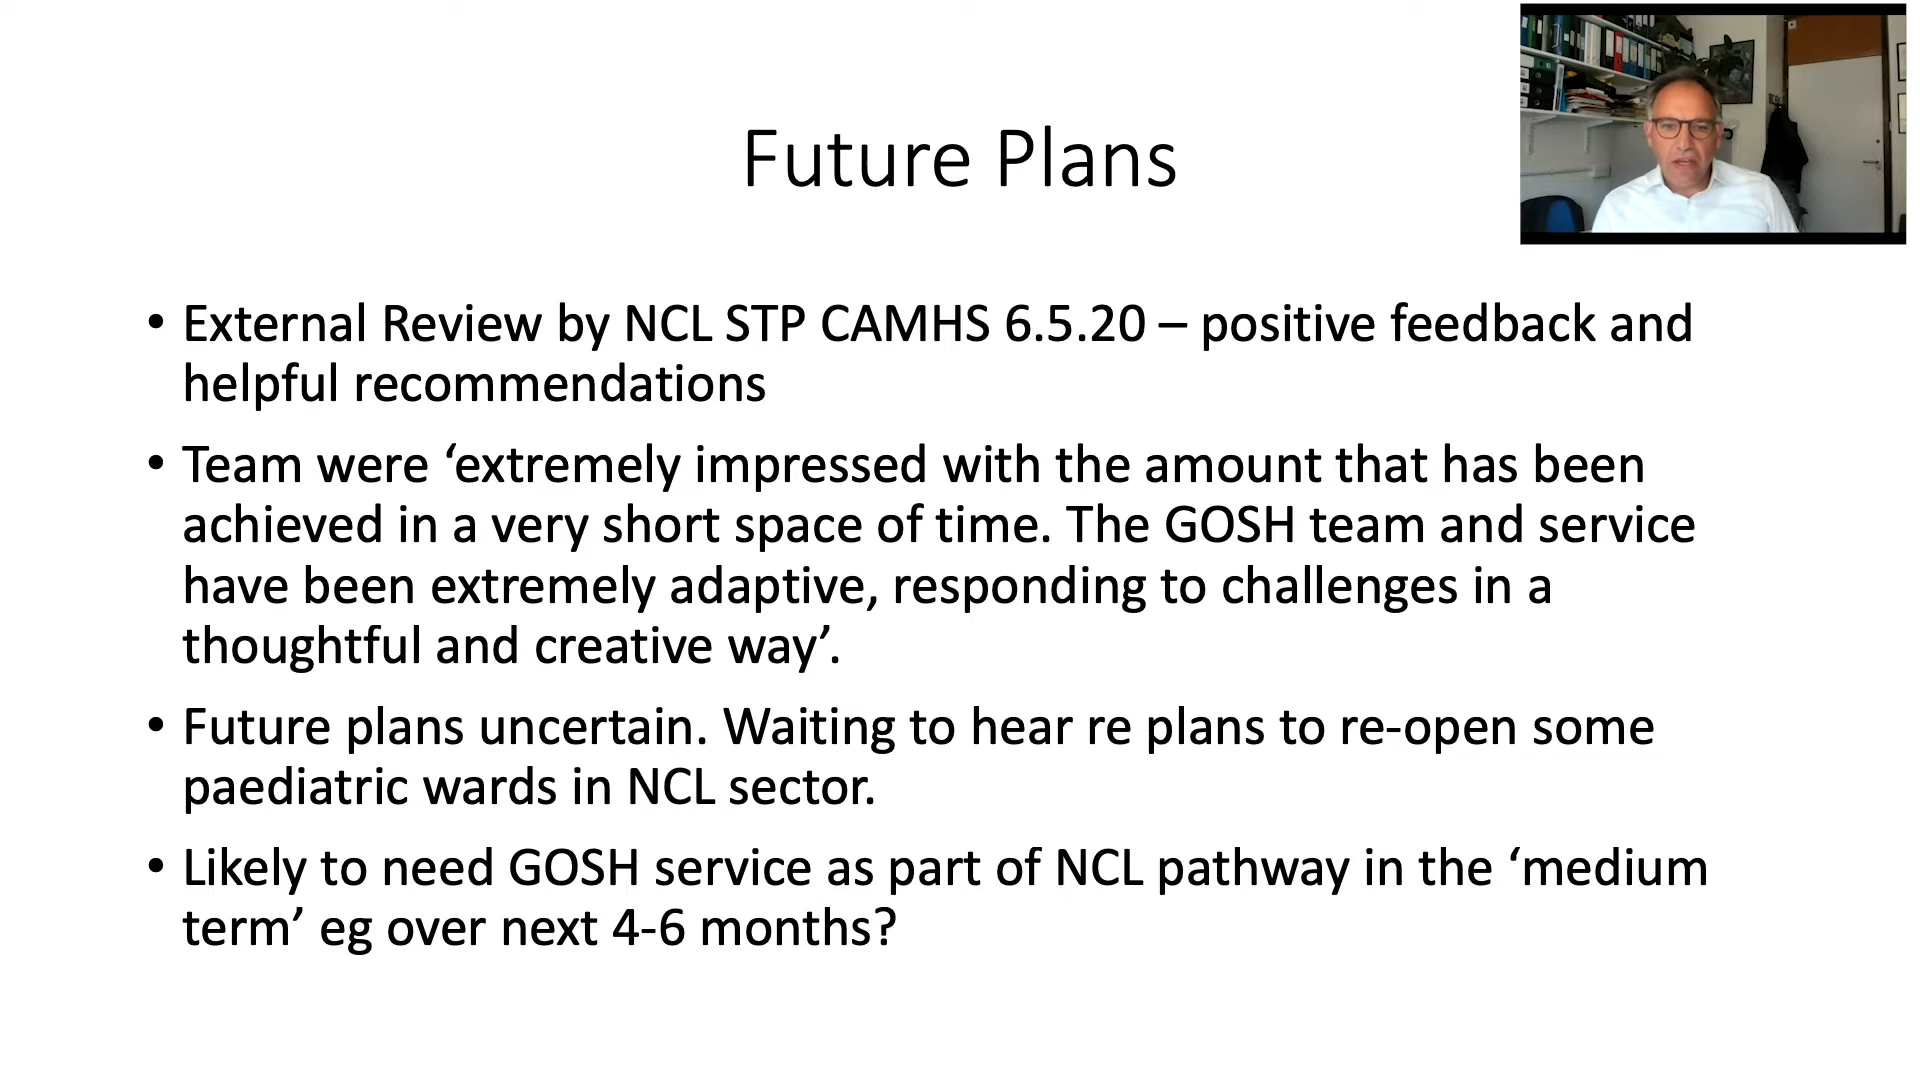 Future Plans
• External Review by NCL STP CAMHS 6.5.20 – positive feedback and
helpful recommendations
• Team were ‘extremely impressed with the amount that has been
achieved in a very short space of time. The GOSH team and service
have been extremely adaptive, responding to challenges in a
thoughtful and creative way’.
• Future plans uncertain. Waiting to hear re plans to re-open some
paediatric wards in NCL sector.
• Likely to need GOSH service as part of NCL pathway in the ‘medium
term’ eg over next 4-6 months?